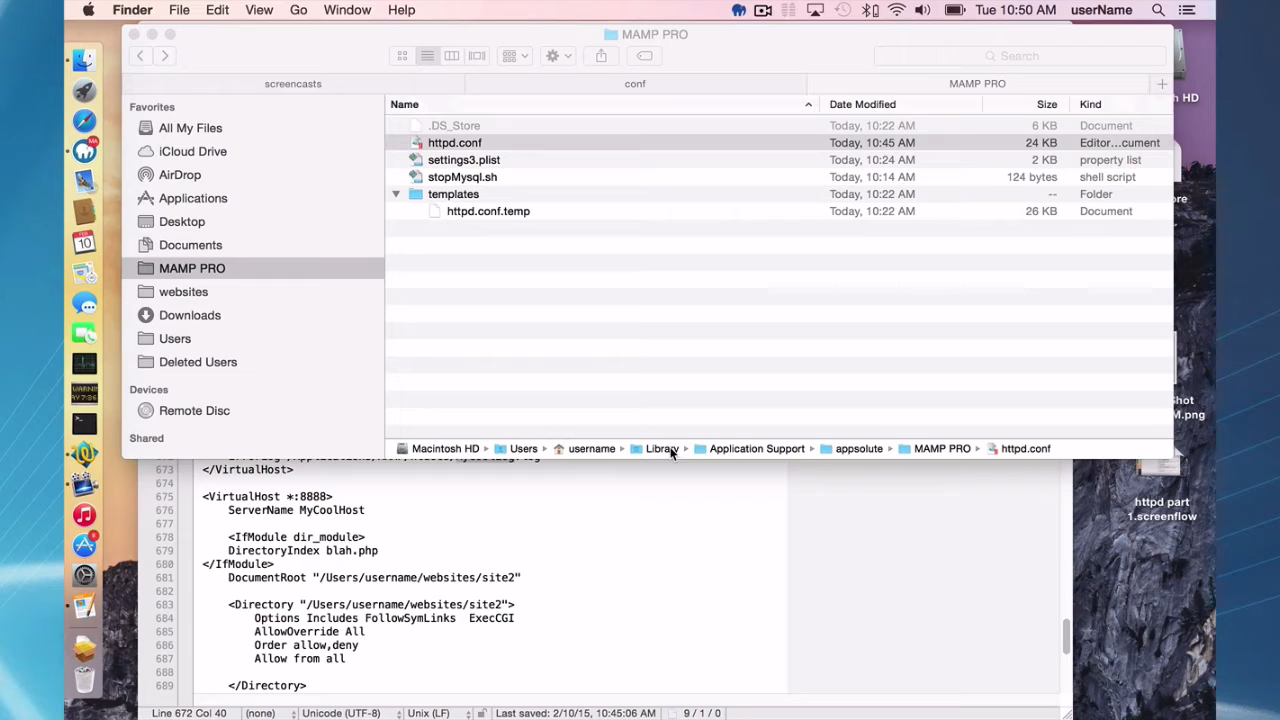 Finder File Edit View Go Window Help Tue 10:50 AM userName
MAMP PRO
Search
screencasts conf MAMP PRO +
Favorites
All My Files
iCloud Drive
AirDrop
Applications
Desktop
Documents
MAMP PRO
websites
Downloads
Users
Deleted Users
Devices
Remote Disc
Shared
Name Date Modified Size Kind
.DS_Store Today, 10:22 AM 6 KB Document
httpd.conf Today, 10:45 AM 24 KB Editor...cument
settings3.plist Today, 10:24 AM 2 KB property list
stopMysql.sh Today, 10:14 AM 124 bytes shell script
templates Today, 10:22 AM -- Folder
httpd.conf.temp Today, 10:22 AM 26 KB Document
Macintosh HD Users username Library Application Support appsolute MAMP PRO httpd.conf
673 </VirtualHost>
674
675 <VirtualHost *:8888>
676 ServerName MyCoolHost
677
678 <IfModule dir_module>
679 DirectoryIndex blah.php
680 </IfModule>
681 DocumentRoot "/Users/username/websites/site2"
682
683 <Directory "/Users/username/websites/site2">
684 Options Includes FollowSymLinks ExecCGI
685 AllowOverride All
686 Order allow,deny
687 Allow from all
688
689 </Directory>
Line 672 Col 40 (none) Unicode (UTF-8) Unix (LF) Last saved: 2/10/15, 10:45:06 AM 9 / 1 / 0
HD
ore
Shot
M.png
httpd part
1.screenflow
10